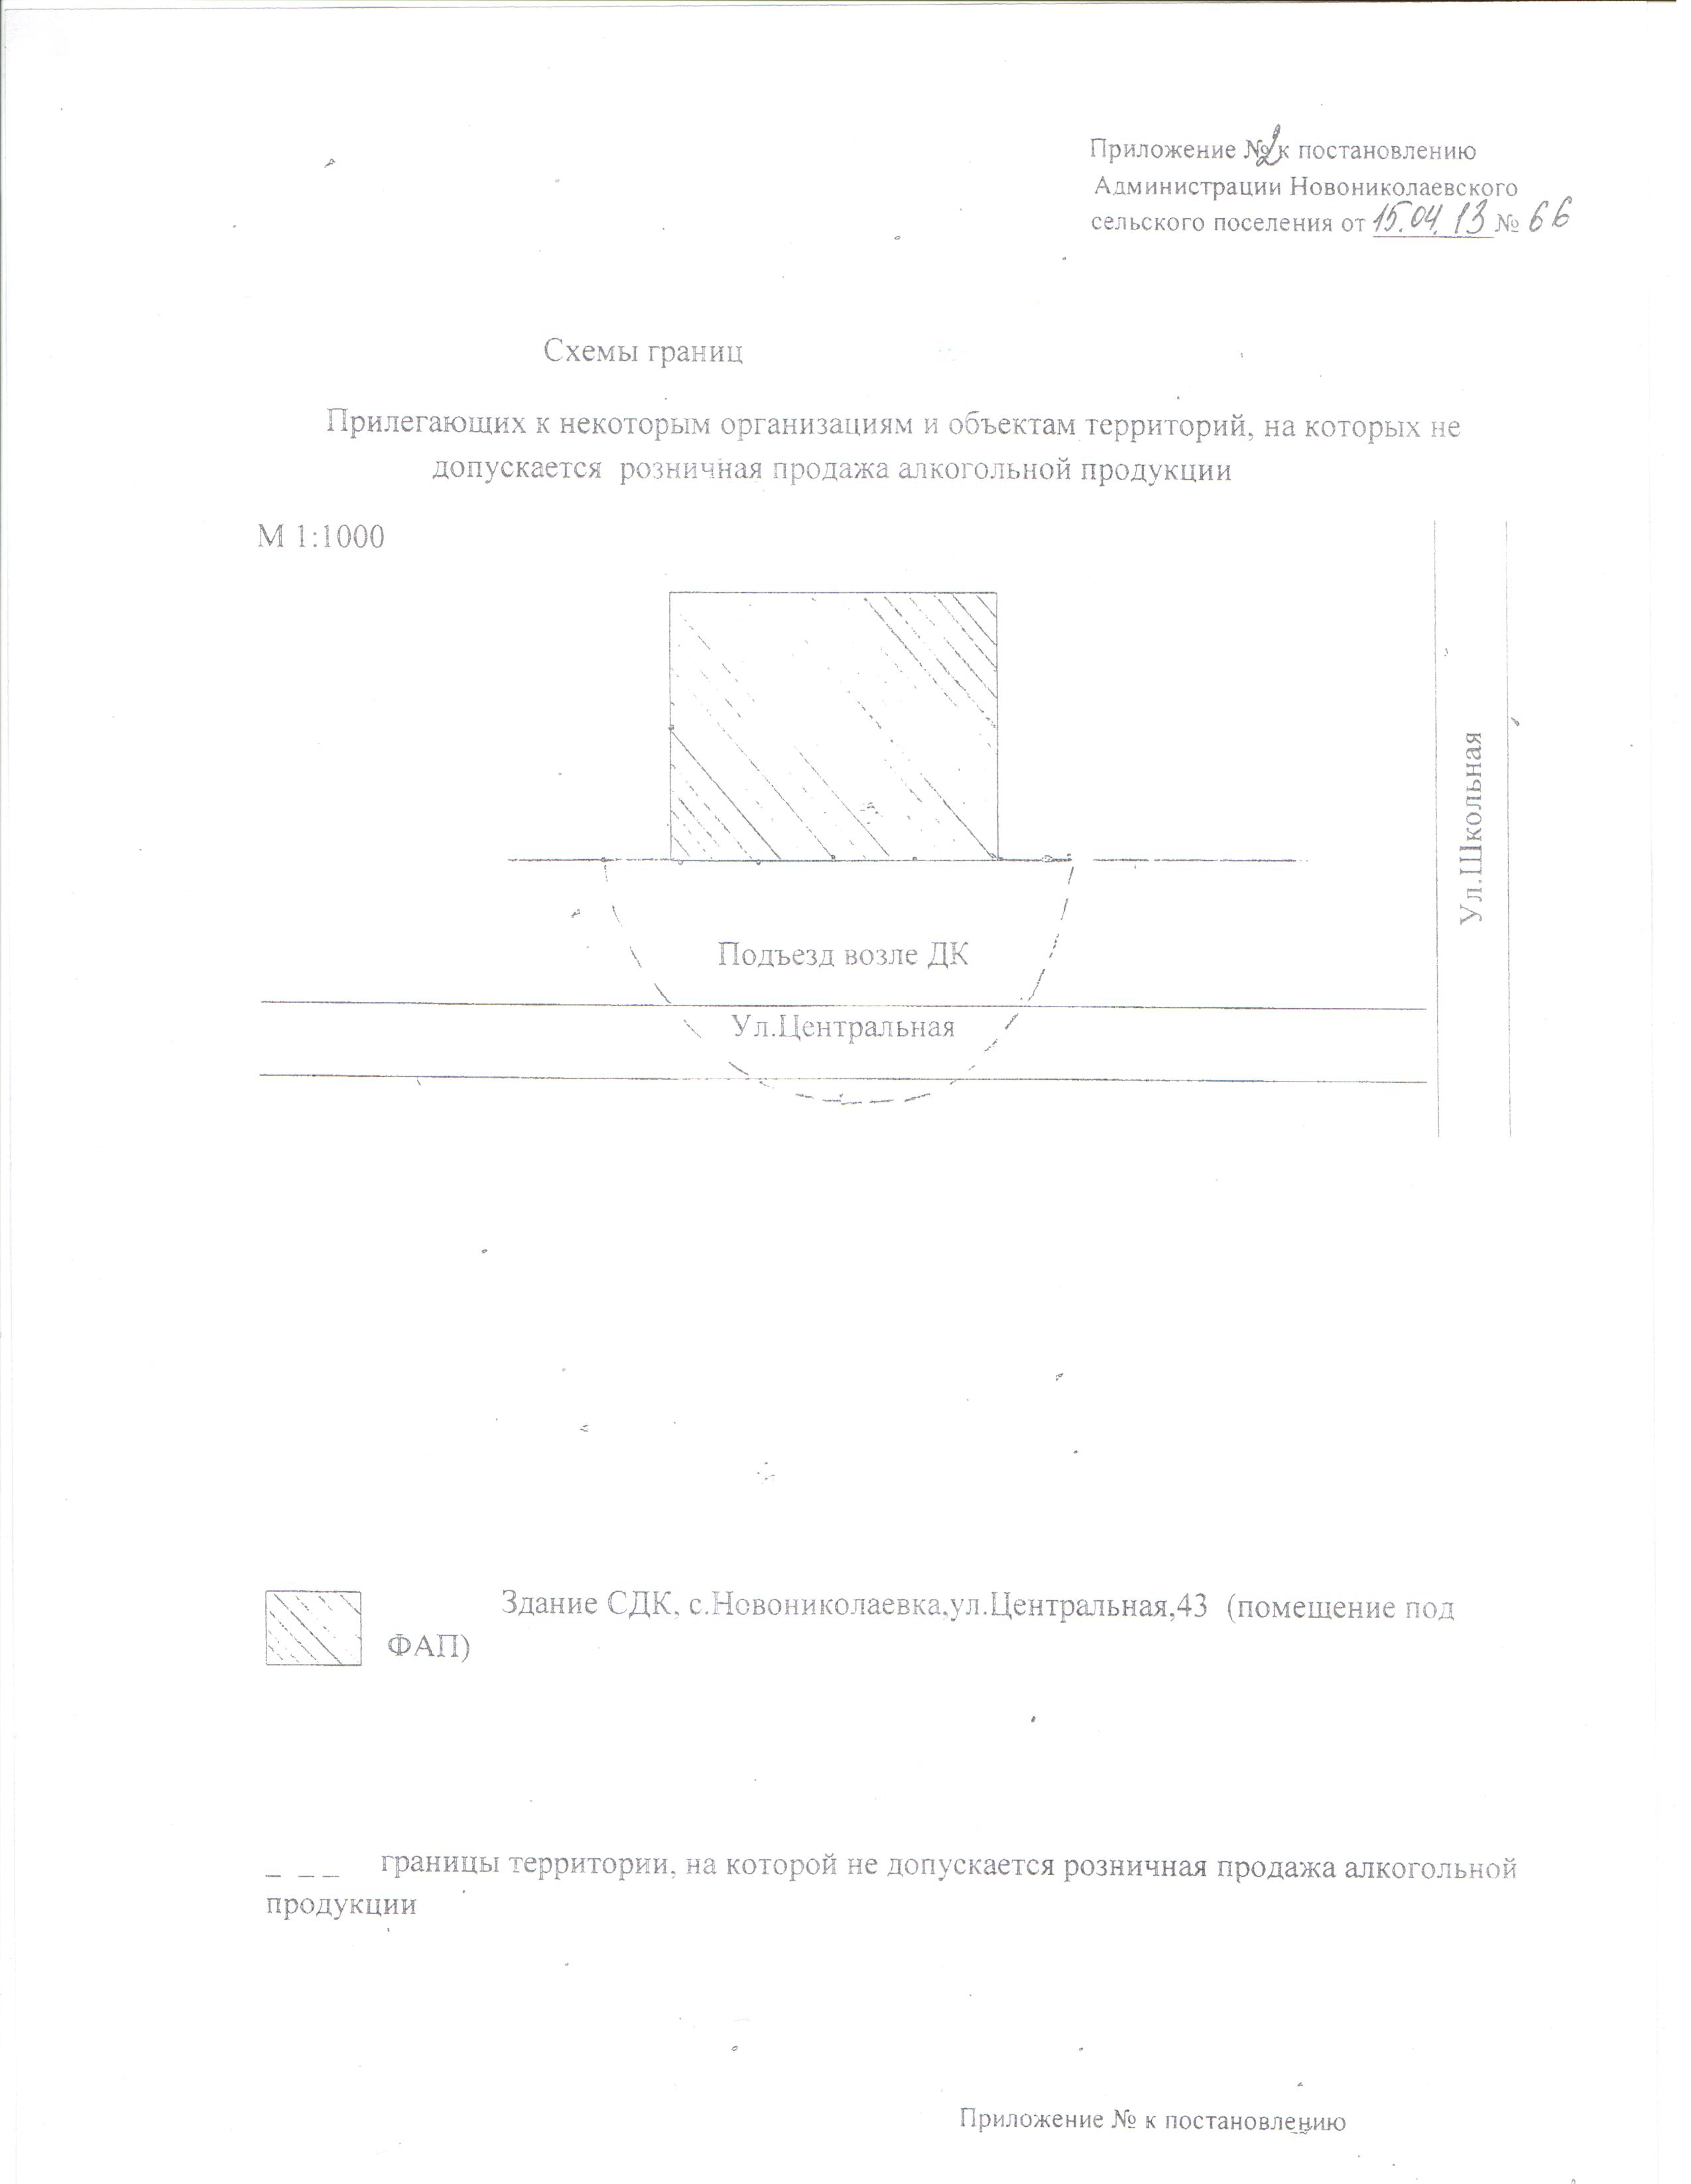 Приложение №2 к постановлению
Администрации Новониколаевского
сельского поселения от 15.04.13 № 66
Схемы границ
Прилегающих к некоторым организациям и объектам территорий, на которых не
допускается розничная продажа алкогольной продукции
М 1:1000
Ул.Школьная
Подъезд возле ДК
Ул.Центральная
Здание СДК, с.Новониколаевка,ул.Центральная,43 (помещение под
ФАП)
_ _ _ границы территории, на которой не допускается розничная продажа алкогольной
продукции
Приложение № к постановлению